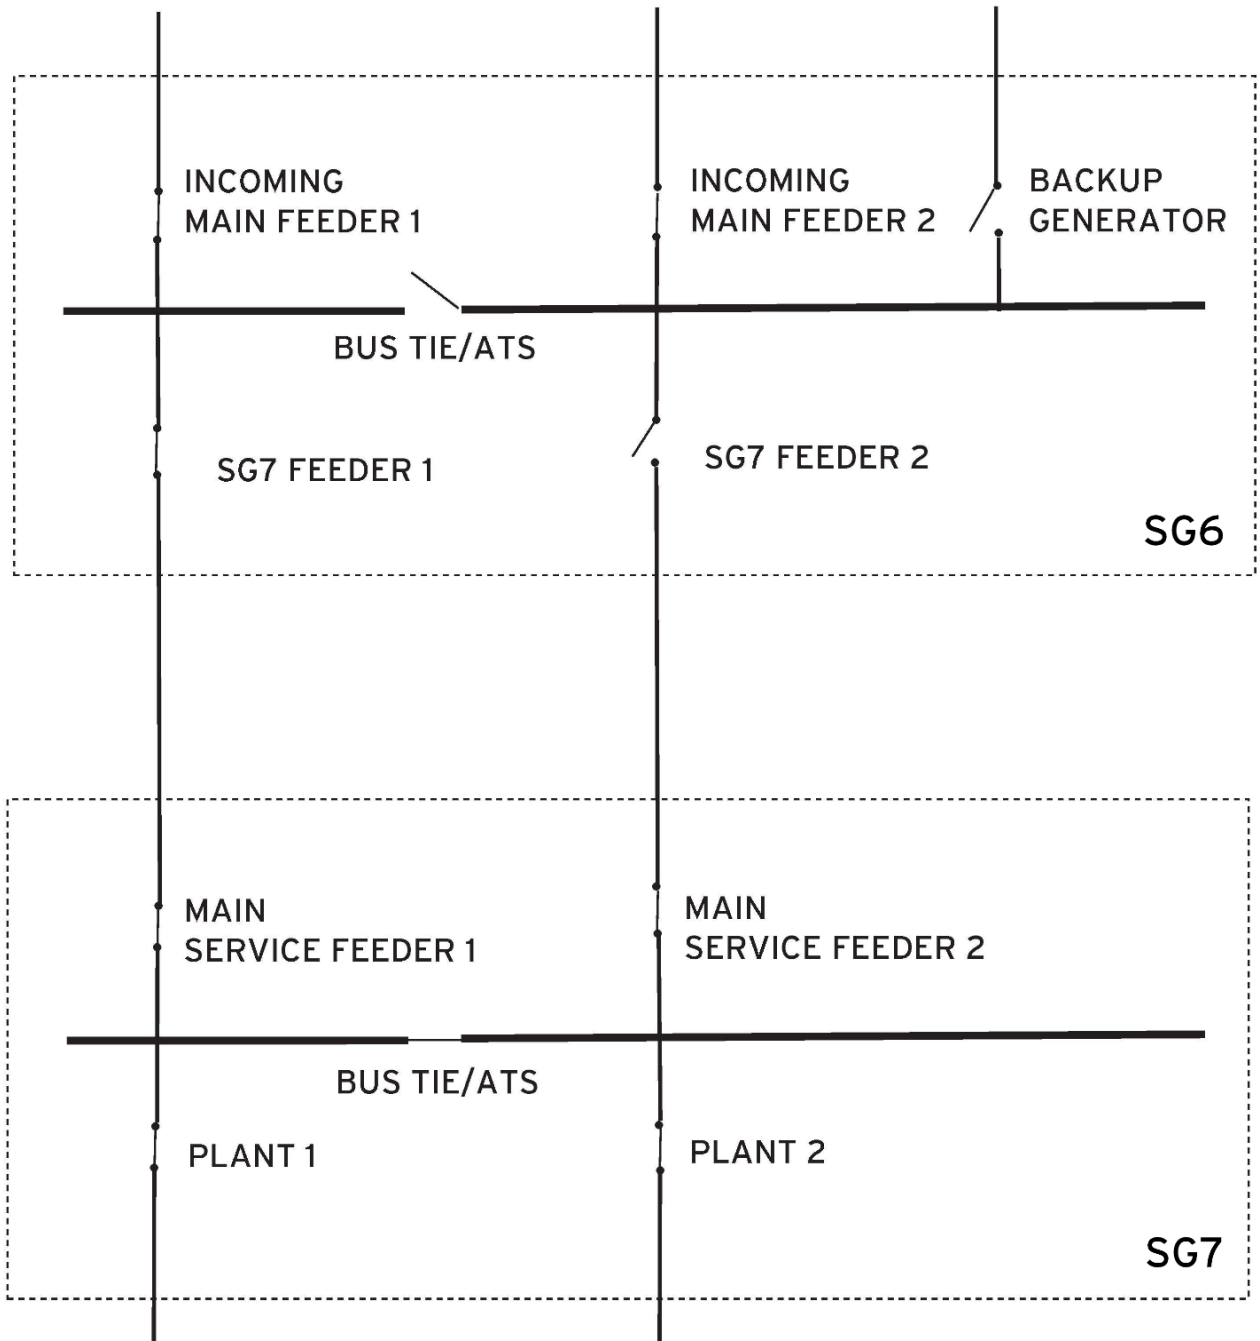 INCOMING
MAIN FEEDER 1
INCOMING
MAIN FEEDER 2
BACKUP
GENERATOR
BUS TIE/ATS
SG7 FEEDER 1
SG7 FEEDER 2
SG6
MAIN
SERVICE FEEDER 1
MAIN
SERVICE FEEDER 2
BUS TIE/ATS
PLANT 1
PLANT 2
SG7